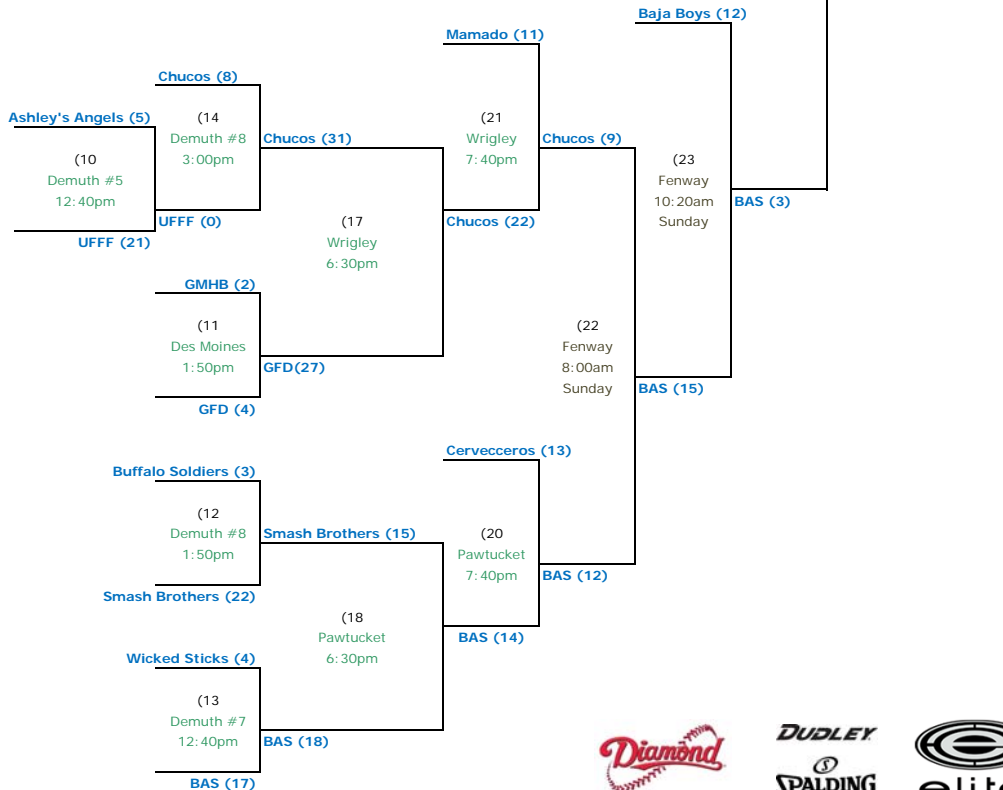 Baja Boys (12)
Mamado (11)
Chucos (8)
Ashley's Angels (5)
(14
Demuth #8
3:00pm
(21
Wrigley
7:40pm
Chucos (31)
Chucos (9)
(10
Demuth #5
12:40pm
(23
Fenway
10:20am
Sunday
BAS (3)
UFFF (0)
Chucos (22)
UFFF (21)
(17
Wrigley
6:30pm
GMHB (2)
(11
Des Moines
1:50pm
(22
Fenway
8:00am
Sunday
GFD(27)
BAS (15)
GFD (4)
Cervecceros (13)
Buffalo Soldiers (3)
(12
Demuth #8
1:50pm
Smash Brothers (15)
(20
Pawtucket
7:40pm
BAS (12)
Smash Brothers (22)
(18
Pawtucket
6:30pm
BAS (14)
Wicked Sticks (4)
(13
Demuth #7
12:40pm
BAS (18)
BAS (17)
Diamond
DUDLEY
SPALDING